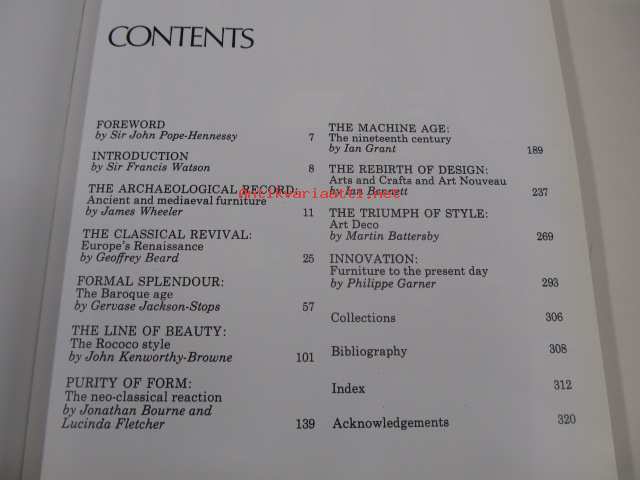 CONTENTS
FOREWORD
by Sir John Pope-Hennessy 7
INTRODUCTION
by Sir Francis Watson 8
THE ARCHAEOLOGICAL RECORD:
Ancient and mediaeval furniture
by James Wheeler 11
THE CLASSICAL REVIVAL:
Europe's Renaissance
by Geoffrey Beard 25
FORMAL SPLENDOUR:
The Baroque age
by Gervase Jackson-Stops 57
THE LINE OF BEAUTY:
The Rococo style
by John Kenworthy-Browne 101
PURITY OF FORM:
The neo-classical reaction
by Jonathan Bourne and
Lucinda Fletcher 139
THE MACHINE AGE:
The nineteenth century
by Ian Grant 189
THE REBIRTH OF DESIGN:
Arts and Crafts and Art Nouveau
by Ian Bennett 237
THE TRIUMPH OF STYLE:
Art Deco
by Martin Battersby 269
INNOVATION:
Furniture to the present day
by Philippe Garner 293
Collections 306
Bibliography 308
Index 312
Acknowledgements 320
antikvariaatti.net